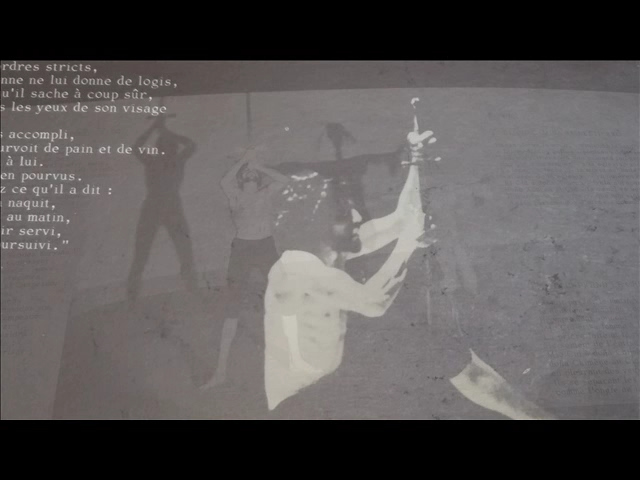 rdres stricts,
nne ne lui donne de logis,
u'il sache à coup sûr,
s les yeux de son visage
s accompli,
urvoit de pain et de vin.
à lui.
en pourvus.
z ce qu'il a dit :
naquit,
au matin,
ir servi,
ursuivi."